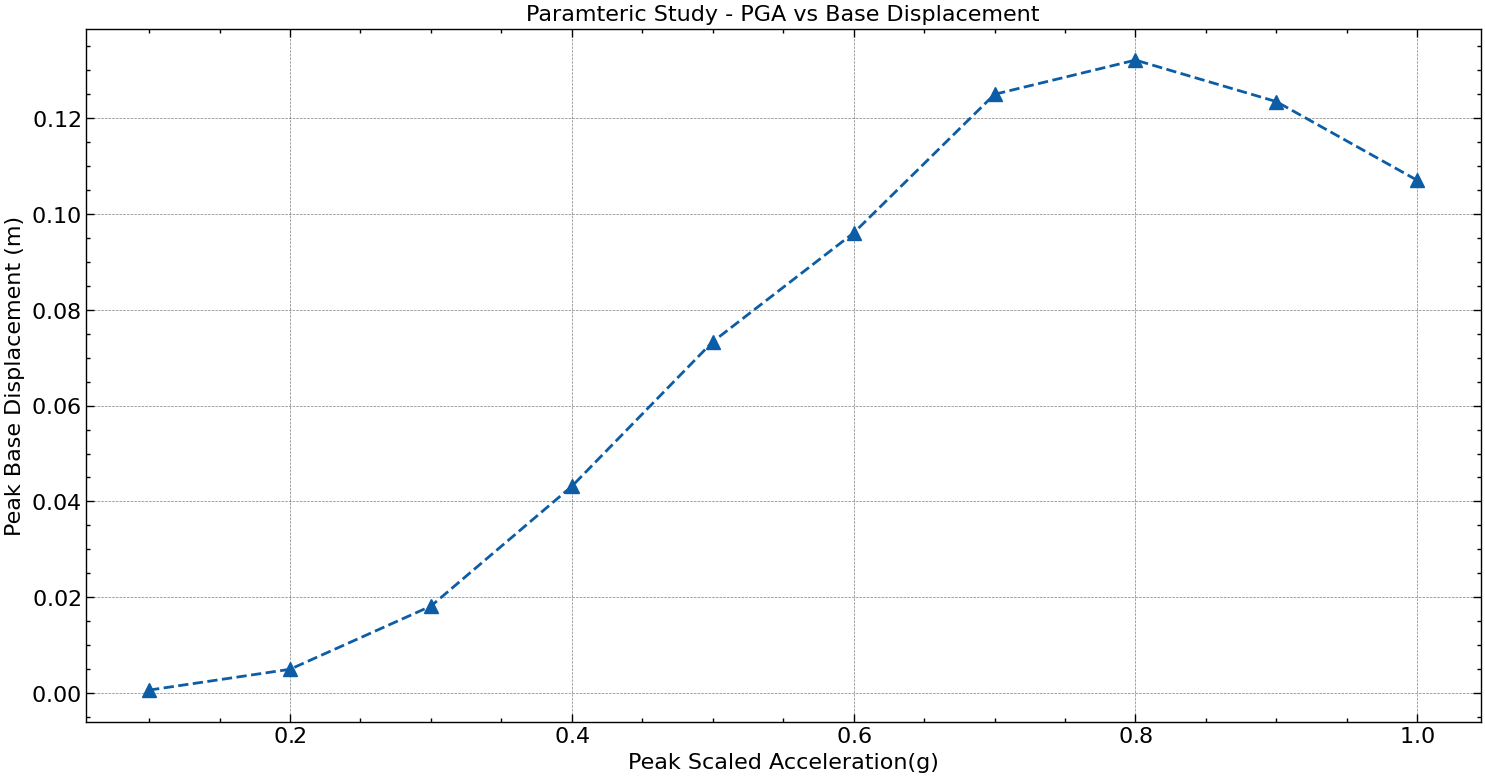 Paramteric Study - PGA vs Base Displacement
Peak Base Displacement (m)
0.12
0.10
0.08
0.06
0.04
0.02
0.00
0.2 0.4 0.6 0.8 1.0
Peak Scaled Acceleration(g)